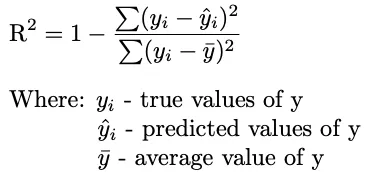 R² = 1 − ∑(yᵢ − ŷᵢ)² / ∑(yᵢ − ȳ)²
Where: yᵢ - true values of y
ŷᵢ - predicted values of y
ȳ - average value of y